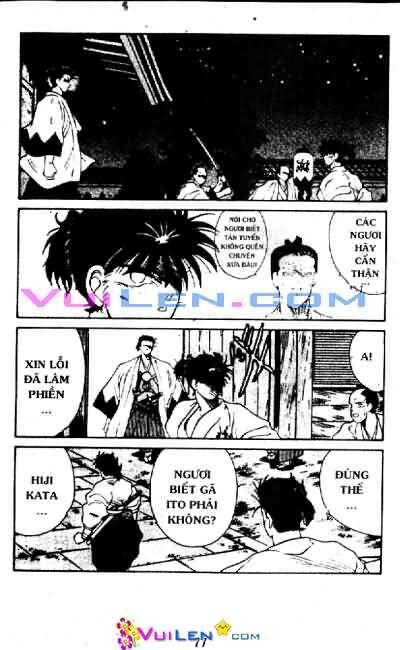 CÁC
NGƯƠI
HÃY
CẨN
THẬN
...
NÓI CHO
NGƯƠI BIẾT
TÂN TUYỂN
KHÔNG QUÊN
CHUYỆN
XƯA ĐÂU!
VUILEN.COM
A!
XIN LỖI
ĐÃ LÀM
PHIỀN
...
ĐÚNG
THẾ
...
NGƯƠI
BIẾT GÃ
ITO PHẢI
KHÔNG?
HIJI
KATA
...
VUILEN.COM
77